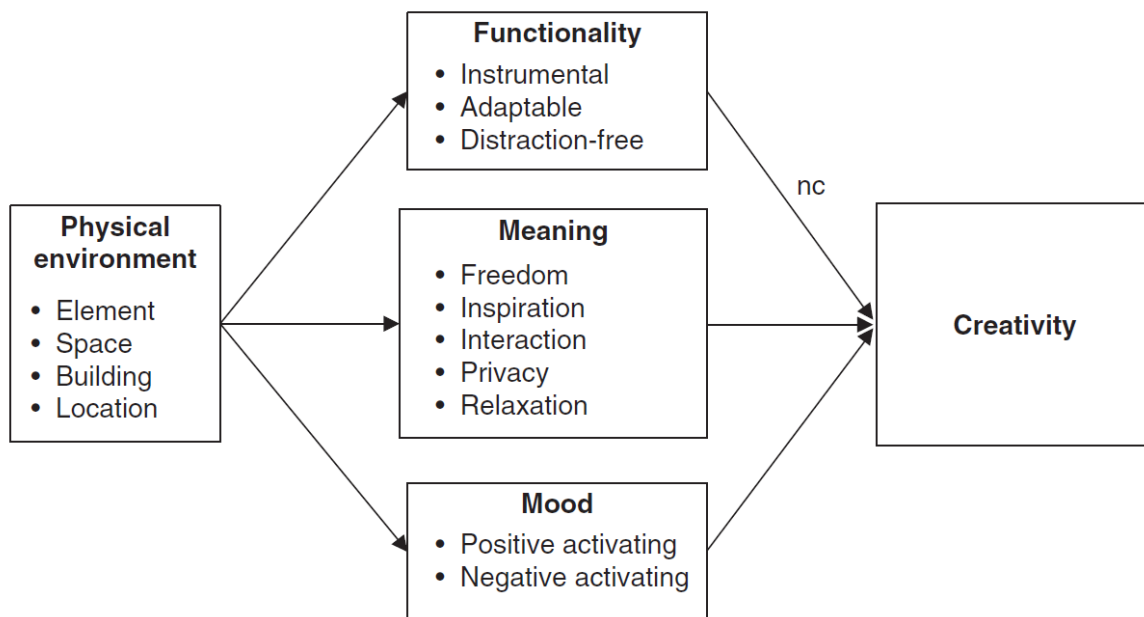 Functionality
• Instrumental
• Adaptable
• Distraction-free
nc
Physical
environment
• Element
• Space
• Building
• Location
Meaning
• Freedom
• Inspiration
• Interaction
• Privacy
• Relaxation
Creativity
Mood
• Positive activating
• Negative activating